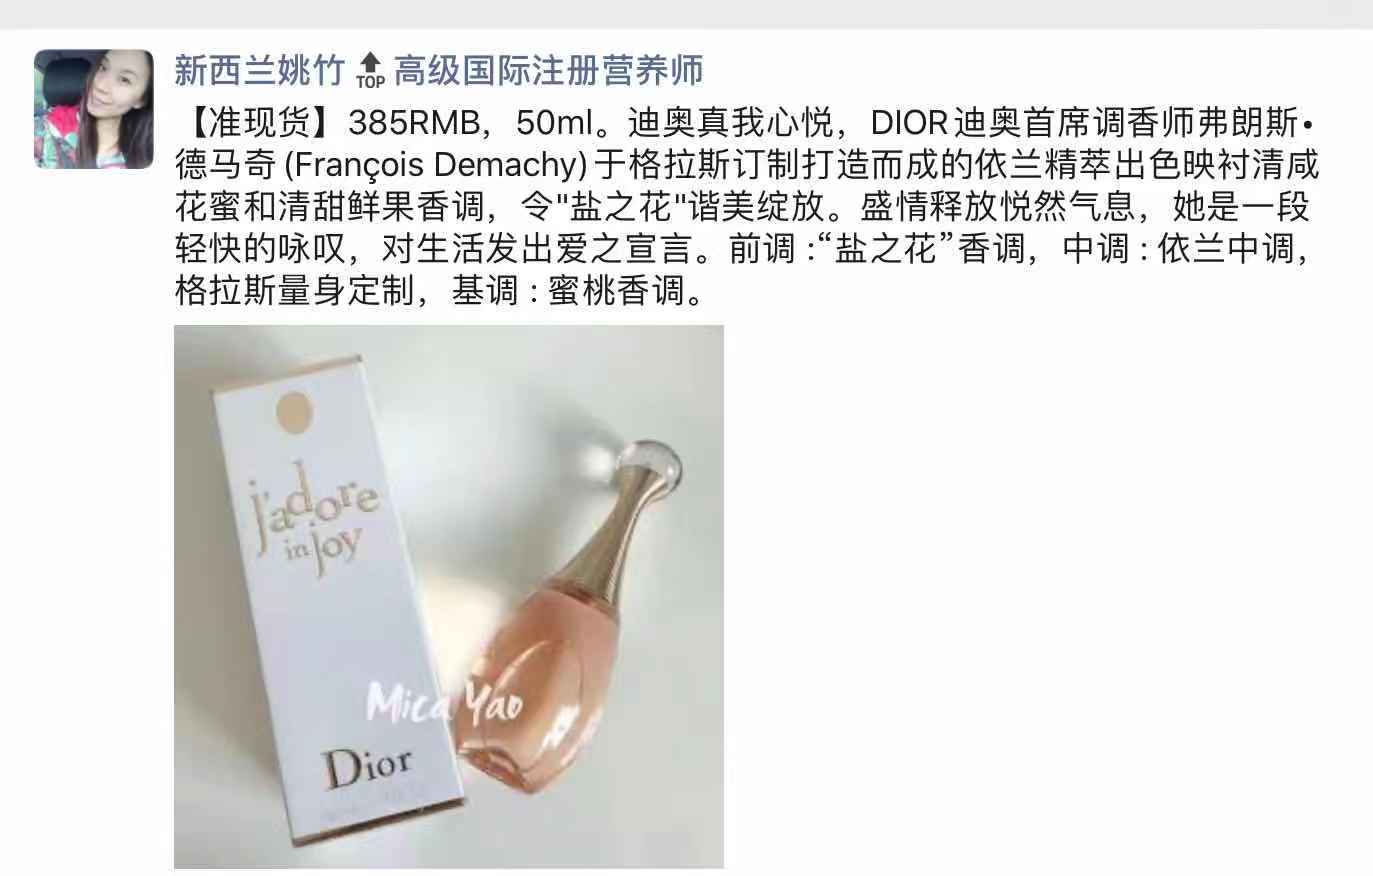 新西兰姚竹 TOP 高级国际注册营养师
【准现货】385RMB，50ml。迪奥真我心悦，DIOR迪奥首席调香师弗朗斯•
德马奇(François Demachy)于格拉斯订制打造而成的依兰精萃出色映衬清咸
花蜜和清甜鲜果香调，令"盐之花"谐美绽放。盛情释放悦然气息，她是一段
轻快的咏叹，对生活发出爱之宣言。前调:“盐之花”香调，中调:依兰中调，
格拉斯量身定制，基调:蜜桃香调。
j'adore
in joy
Mica Yao
Dior